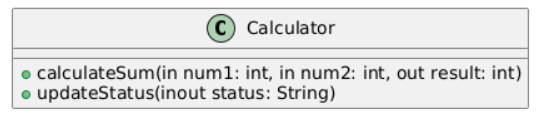 C Calculator
calculateSum(in num1: int, in num2: int, out result: int)
updateStatus(inout status: String)